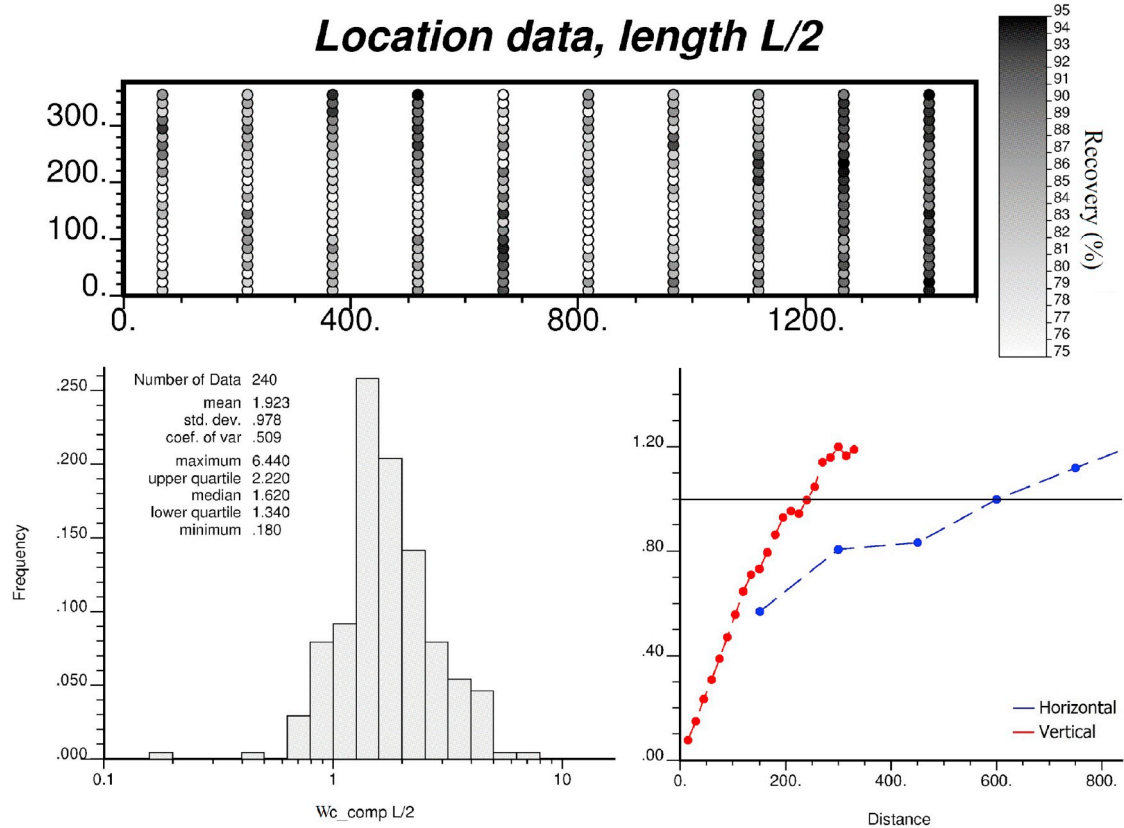 Location data, length L/2
300.
200.
100.
0.
0. 400. 800. 1200.
95
94
93
92
91
90
89
88
87
86
85
84
83
82
81
80
79
78
77
76
75
Recovery (%)
Number of Data 240
mean 1.923
std. dev. .978
coef. of var .509
maximum 6.440
upper quartile 2.220
median 1.620
lower quartile 1.340
minimum .180
Frequency
.250
.200
.150
.100
.050
.000
0.1 1 10
Wc_comp L/2
1.20
.80
.40
.00
Horizontal
Vertical
0. 200. 400. 600. 800.
Distance